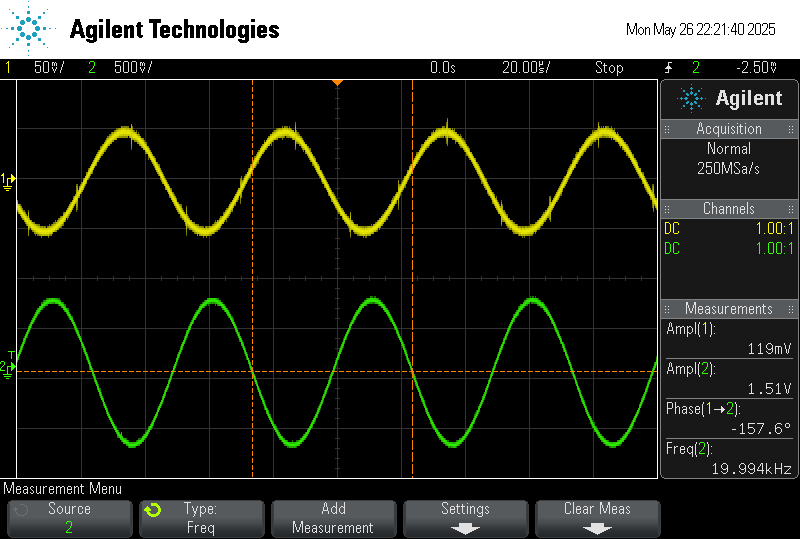 Agilent Technologies
Mon May 26 22:21:40 2025
1 50mV/ 2 500mV/ 0.0s 20.00us/ Stop 2 -2.50V
Agilent
Acquisition
Normal
250MSa/s
Channels
DC 1.00:1
DC 1.00:1
Measurements
Ampl(1):
119mV
Ampl(2):
1.51V
Phase(1→2):
-157.6°
Freq(2):
19.994kHz
1
T
2
Measurement Menu
Source
2
Type:
Freq
Add
Measurement
Settings
Clear Meas